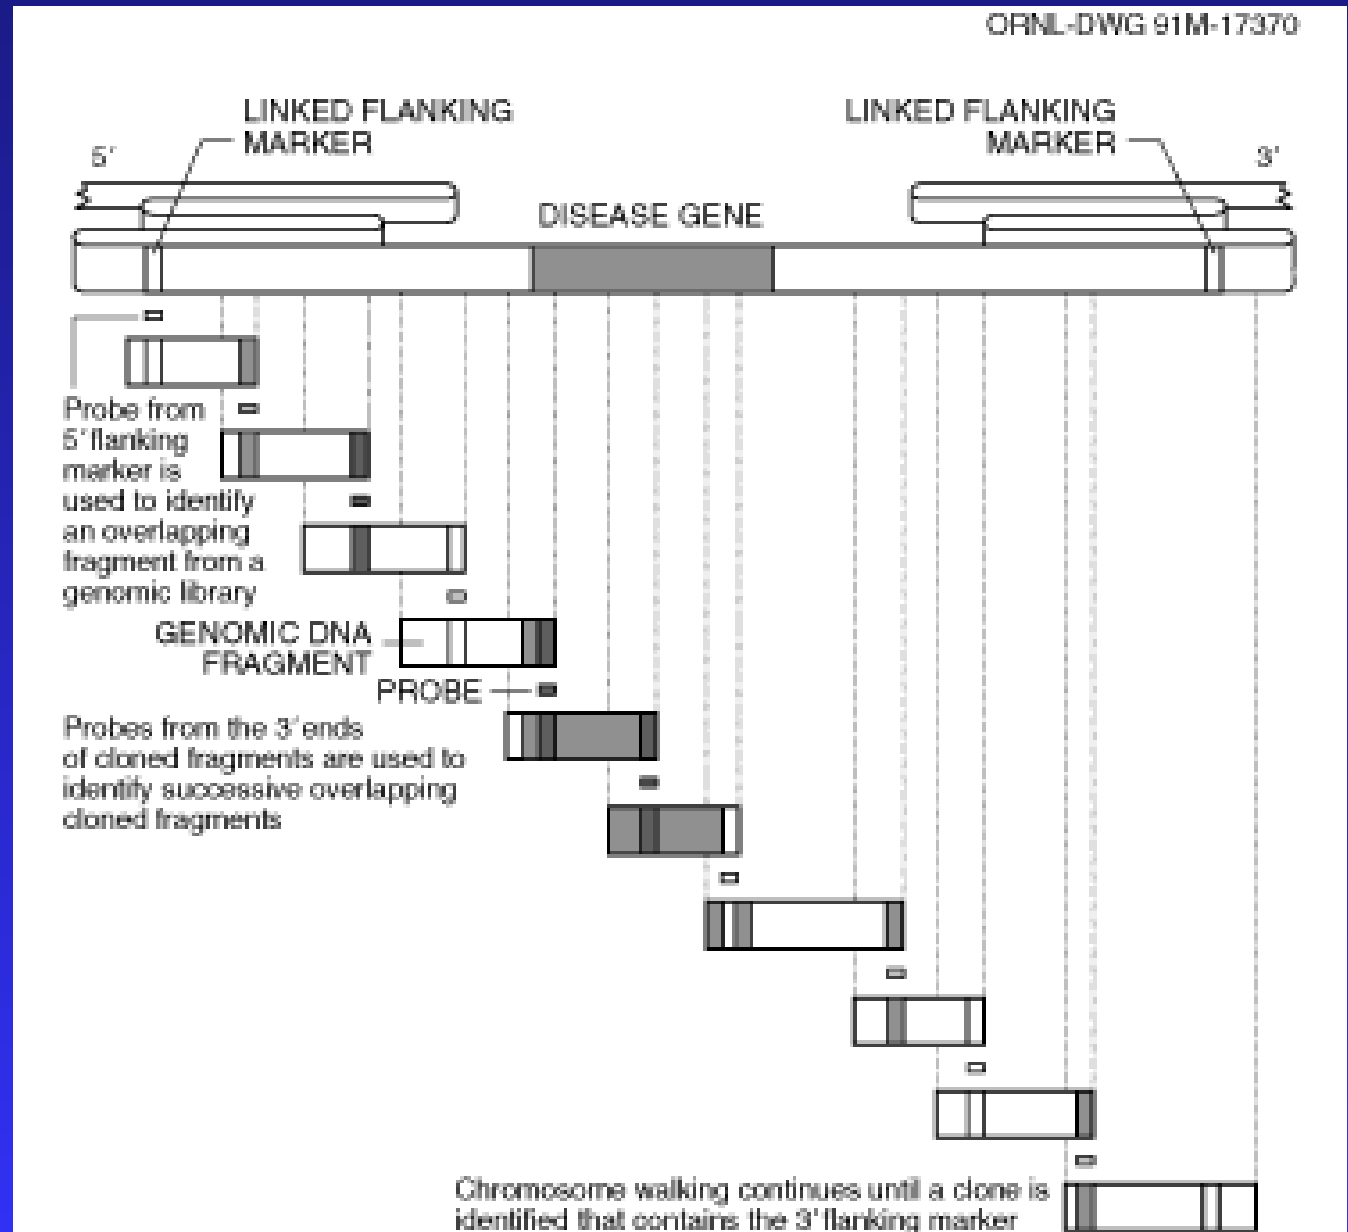 ORNL-DWG 91M-17370
LINKED FLANKING
MARKER
LINKED FLANKING
MARKER
5′
3′
DISEASE GENE
Probe from
5′ flanking
marker is
used to identify
an overlapping
fragment from a
genomic library
GENOMIC DNA
FRAGMENT
PROBE
Probes from the 3′ ends
of cloned fragments are used to
identify successive overlapping
cloned fragments
Chromosome walking continues until a clone is
identified that contains the 3′ flanking marker